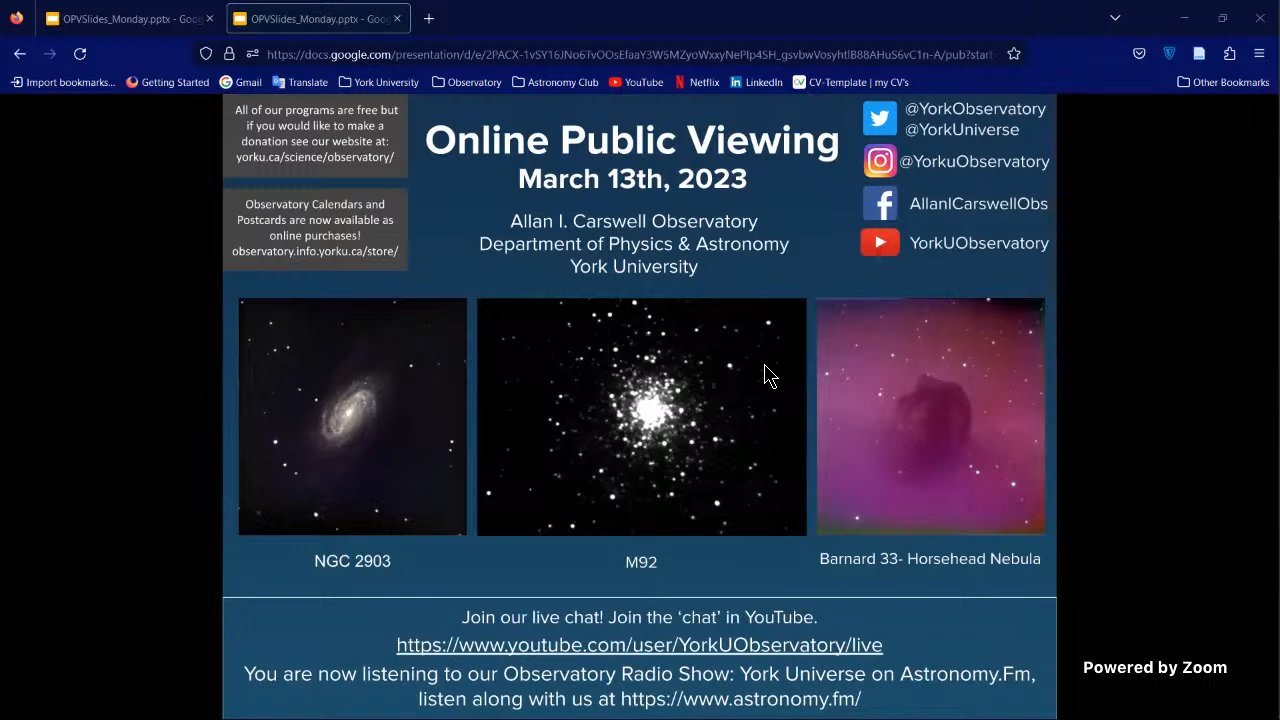 OPVSlides_Monday.pptx - Goog
OPVSlides_Monday.pptx - Goog
Import bookmarks...
Getting Started
Gmail
Translate
York University
Observatory
Astronomy Club
YouTube
Netflix
LinkedIn
CV-Template | my CV's
Other Bookmarks
All of our programs are free but
if you would like to make a
donation see our website at:
yorku.ca/science/observatory/
Observatory Calendars and
Postcards are now available as
online purchases!
observatory.info.yorku.ca/store/
Online Public Viewing
March 13th, 2023
Allan I. Carswell Observatory
Department of Physics & Astronomy
York University
@YorkObservatory
@YorkUniverse
@YorkuObservatory
AllanICarswellObs
YorkUObservatory
NGC 2903
M92
Barnard 33- Horsehead Nebula
Join our live chat! Join the ‘chat’ in YouTube.
https://www.youtube.com/user/YorkUObservatory/live
You are now listening to our Observatory Radio Show: York Universe on Astronomy.Fm,
listen along with us at https://www.astronomy.fm/
Powered by Zoom